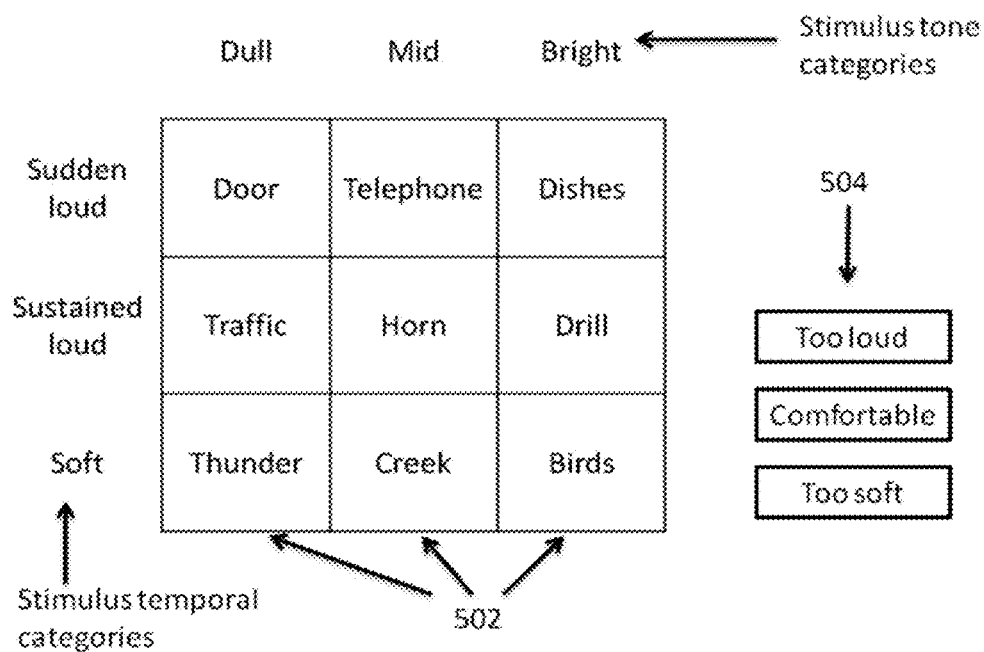 Dull Mid Bright
Stimulus tone
categories
Sudden
loud
Door Telephone Dishes
504
Sustained
loud
Traffic Horn Drill
Too loud
Comfortable
Soft
Thunder Creek Birds
Too soft
Stimulus temporal
categories
502